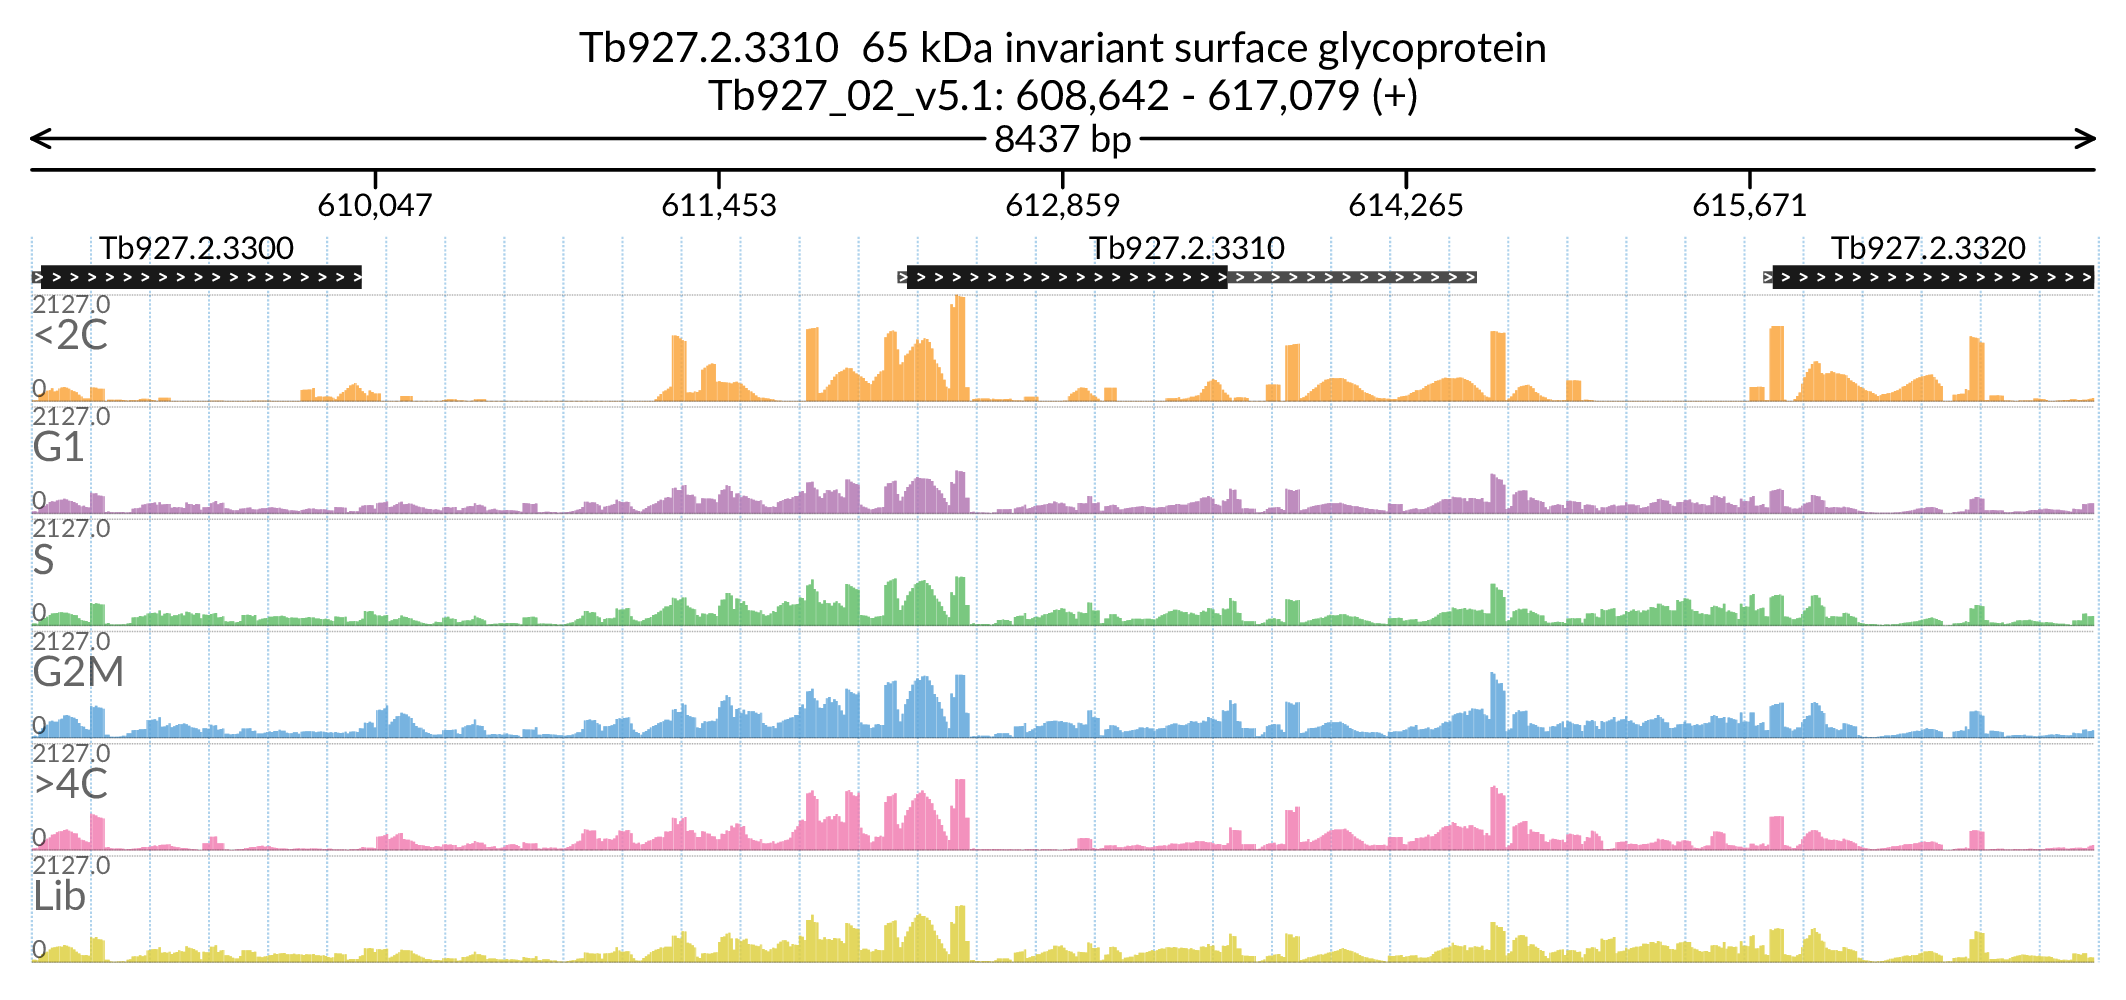 Tb927.2.3310  65 kDa invariant surface glycoprotein
Tb927_02_v5.1: 608,642 - 617,079 (+)
8437 bp
610,047 611,453 612,859 614,265 615,671
Tb927.2.3300 Tb927.2.3310 Tb927.2.3320
2127.0
<2C
0
2127.0
G1
0
2127.0
S
0
2127.0
G2M
0
2127.0
>4C
0
2127.0
Lib
0